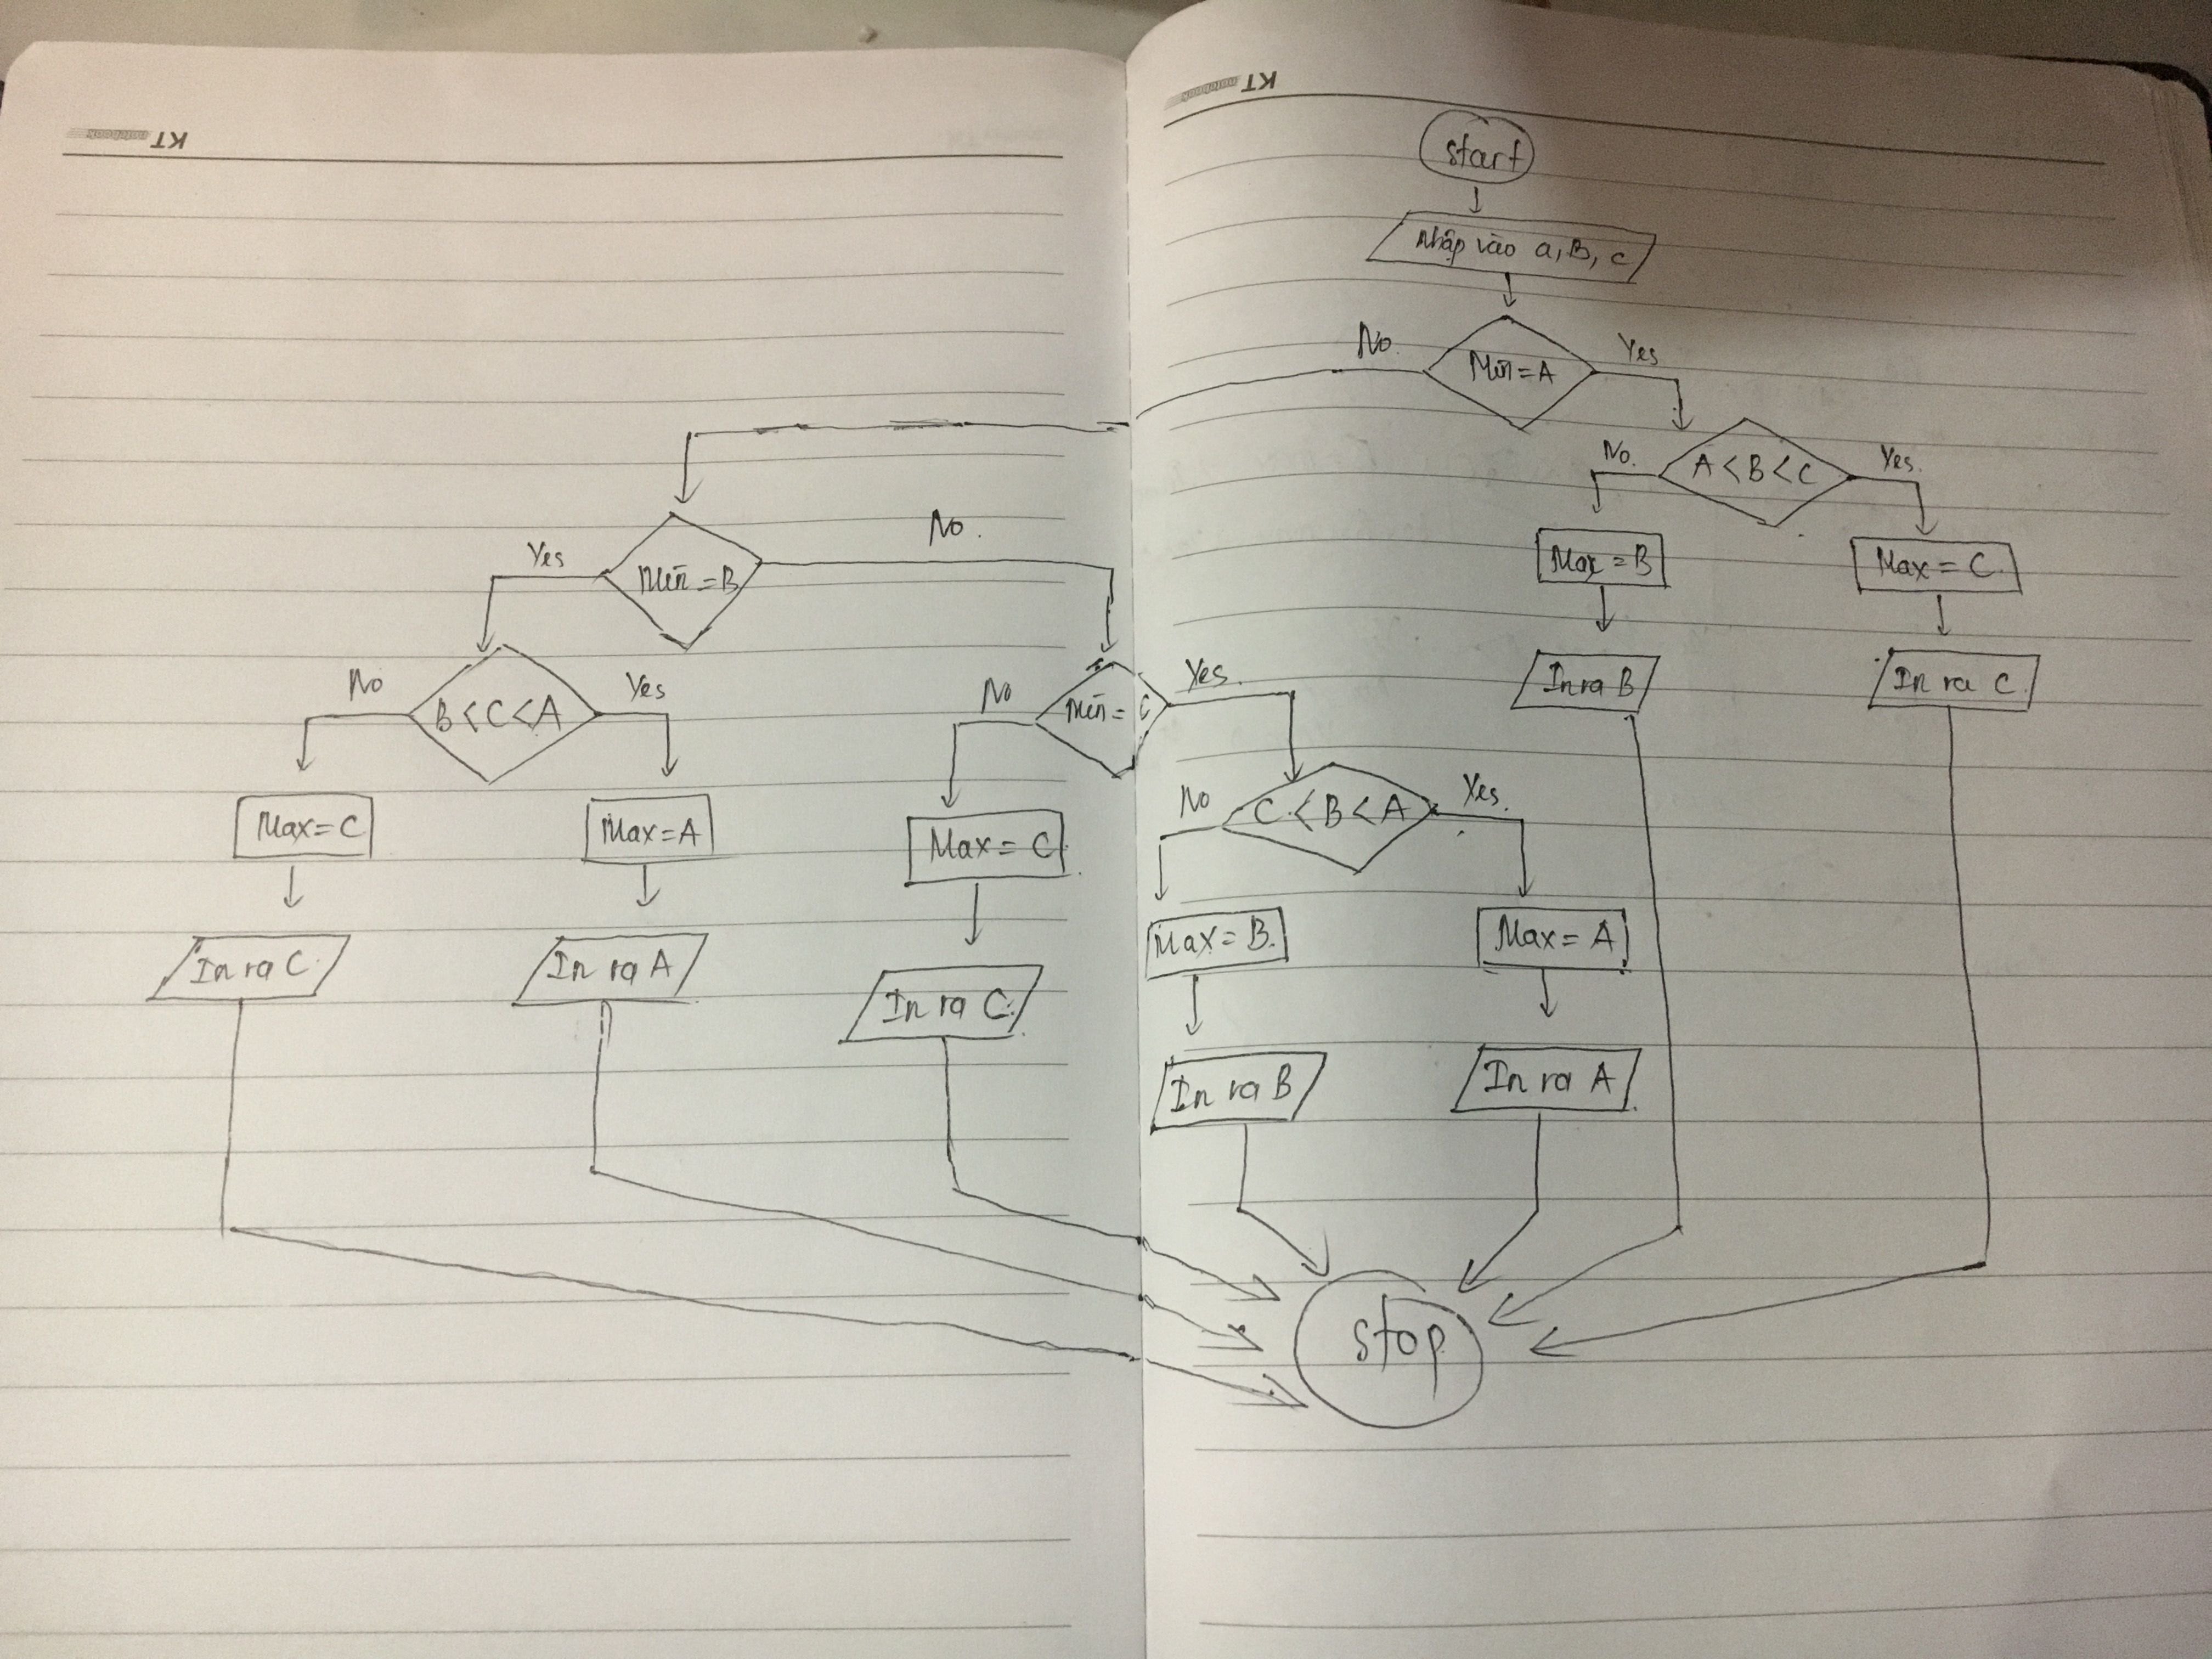 KT
KT
Start
Nhập vào a, B, c
No
Min = A
Yes
No
A < B < C
Yes
Max = B
Max = C
In ra B
In ra C
Yes
Min = B
No
No
B < C < A
Yes
No
Min = C
Yes
Max = C
Max = A
Max = C
No
C < B < A
Yes
In ra C
In ra A
In ra C
Max = B
Max = A
In ra B
In ra A
Stop